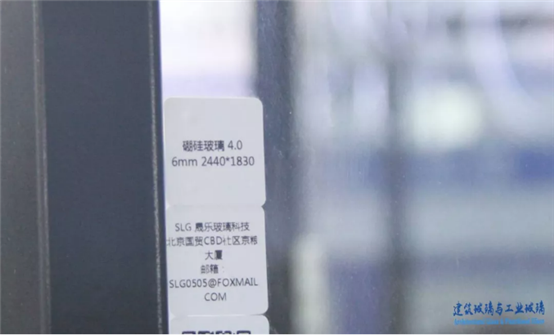 硼硅玻璃 4.0
6mm 2440*1830
SLG 晟乐玻璃科技
北京国贸CBD社区京粮
大厦
邮箱
SLG0505@FOXMAIL
COM
建筑玻璃与工业玻璃